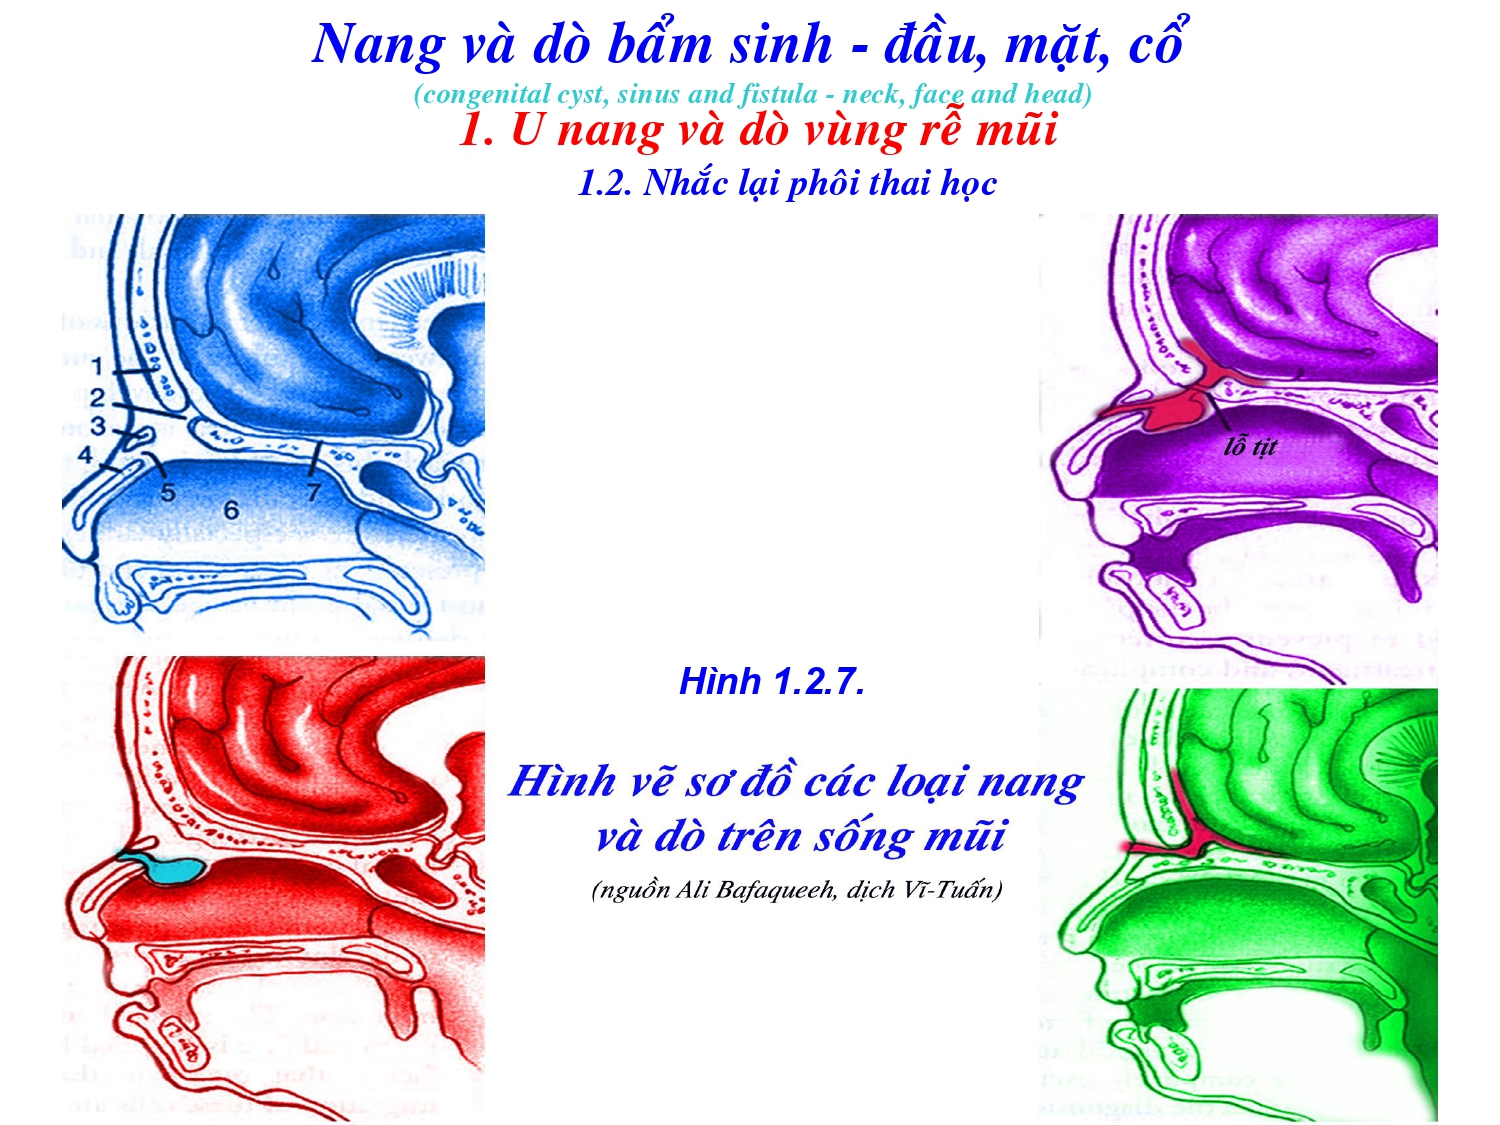 Nang và dò bẩm sinh - đầu, mặt, cổ
(congenital cyst, sinus and fistula - neck, face and head)
1. U nang và dò vùng rễ mũi
1.2. Nhắc lại phôi thai học
1
2
3
4
5
6
7
lỗ tịt
Hình 1.2.7.
Hình vẽ sơ đồ các loại nang
và dò trên sống mũi
(nguồn Ali Bafaqueeh, dịch Vĩ-Tuấn)